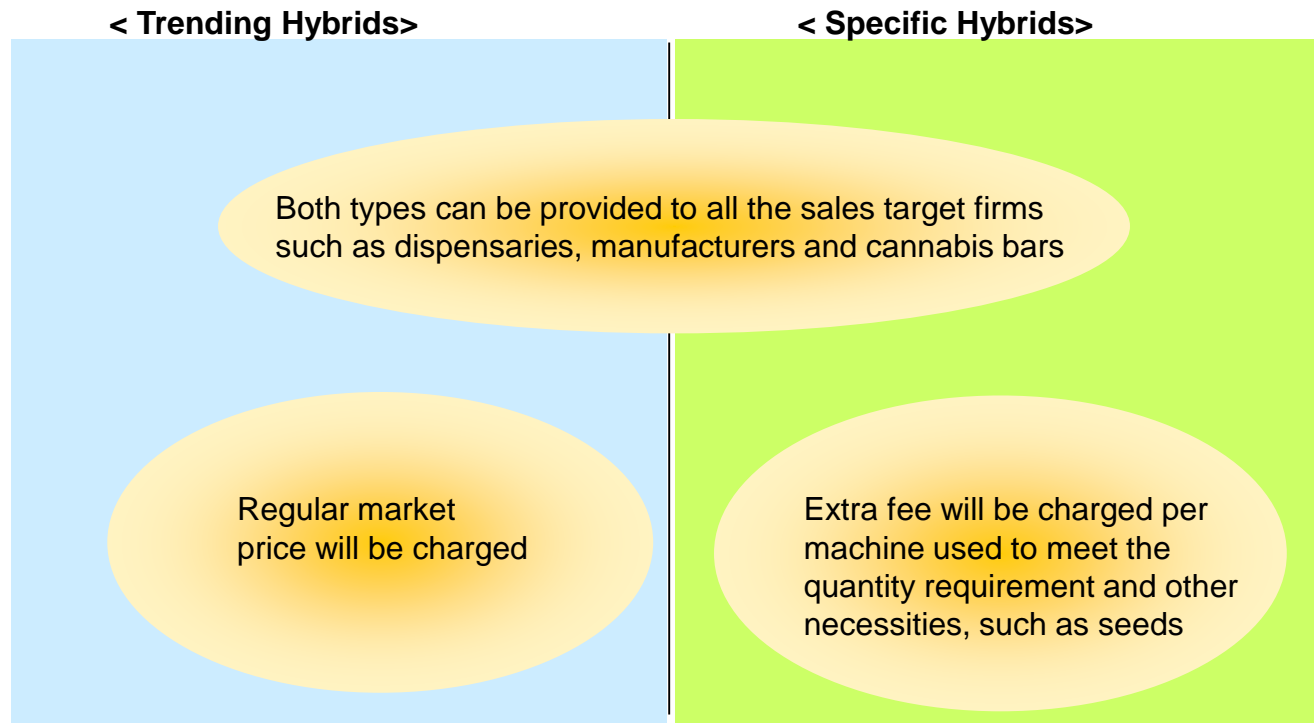 < Trending Hybrids>
< Specific Hybrids>
Both types can be provided to all the sales target firms
such as dispensaries, manufacturers and cannabis bars
Regular market
price will be charged
Extra fee will be charged per
machine used to meet the
quantity requirement and other
necessities, such as seeds